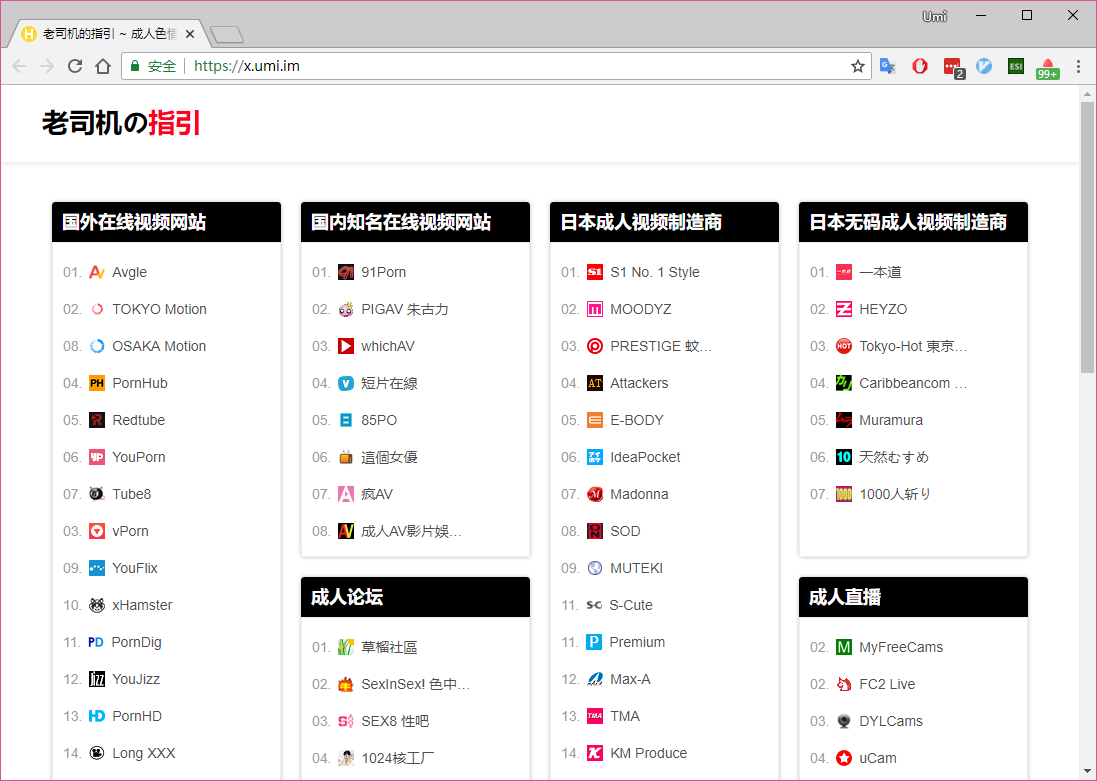 Umi
老司机的指引 ~ 成人色情
安全 https://x.umi.im
ESI
2
99+
老司机の指引
国外在线视频网站
01. Avgle
02. TOKYO Motion
08. OSAKA Motion
04. PornHub
05. Redtube
06. YouPorn
07. Tube8
03. vPorn
09. YouFlix
10. xHamster
11. PornDig
12. YouJizz
13. PornHD
14. Long XXX
国内知名在线视频网站
01. 91Porn
02. PIGAV 朱古力
03. whichAV
04. 短片在線
05. 85PO
06. 這個女優
07. 疯AV
08. 成人AV影片娛…
成人论坛
01. 草榴社區
02. SexInSex! 色中…
03. SEX8 性吧
04. 1024核工厂
日本成人视频制造商
01. S1 No. 1 Style
02. MOODYZ
03. PRESTIGE 蚊…
04. Attackers
05. E-BODY
06. IdeaPocket
07. Madonna
08. SOD
09. MUTEKI
11. S-Cute
11. Premium
12. Max-A
13. TMA
14. KM Produce
日本无码成人视频制造商
01. 一本道
02. HEYZO
03. Tokyo-Hot 東京…
04. Caribbeancom …
05. Muramura
06. 天然むすめ
07. 1000人斩り
成人直播
02. MyFreeCams
02. FC2 Live
03. DYLCams
04. uCam